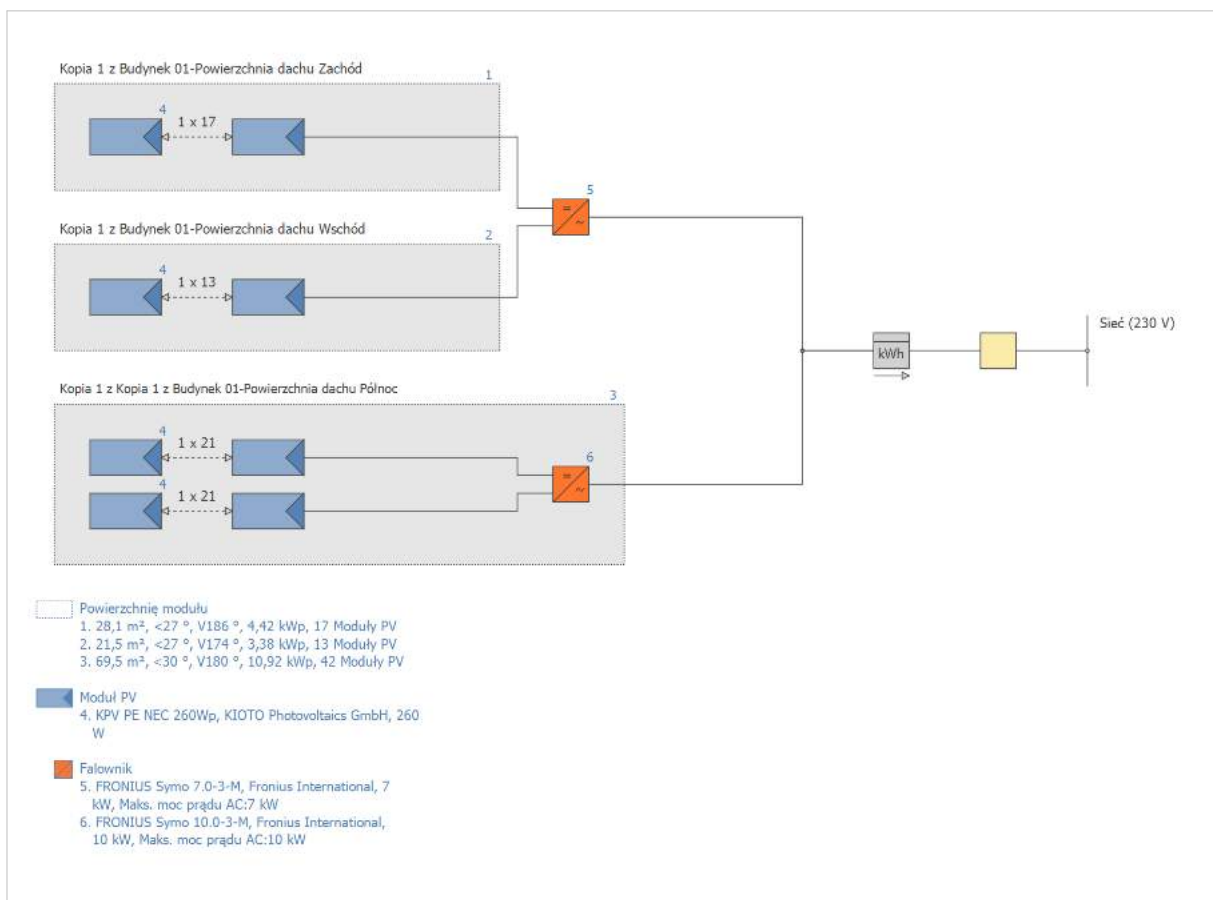 Kopia 1 z Budynek 01-Powierzchnia dachu Zachód
1
4
1 x 17
5
=
~
Kopia 1 z Budynek 01-Powierzchnia dachu Wschód
2
4
1 x 13
Sieć (230 V)
kWh
Kopia 1 z Kopia 1 z Budynek 01-Powierzchnia dachu Północ
3
4
1 x 21
6
=
~
4
1 x 21
Powierzchnię modułu
1. 28,1 m², <27 °, V186 °, 4,42 kWp, 17 Moduły PV
2. 21,5 m², <27 °, V174 °, 3,38 kWp, 13 Moduły PV
3. 69,5 m², <30 °, V180 °, 10,92 kWp, 42 Moduły PV
Moduł PV
4. KPV PE NEC 260Wp, KIOTO Photovoltaics GmbH, 260
W
Falownik
5. FRONIUS Symo 7.0-3-M, Fronius International, 7
kW, Maks. moc prądu AC:7 kW
6. FRONIUS Symo 10.0-3-M, Fronius International,
10 kW, Maks. moc prądu AC:10 kW